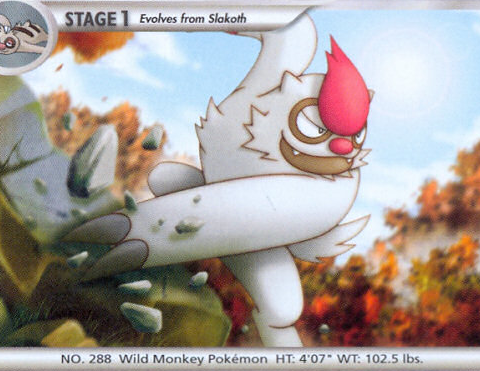 STAGE 1 Evolves from Slakoth
NO. 288 Wild Monkey Pokémon HT: 4'07" WT: 102.5 lbs.